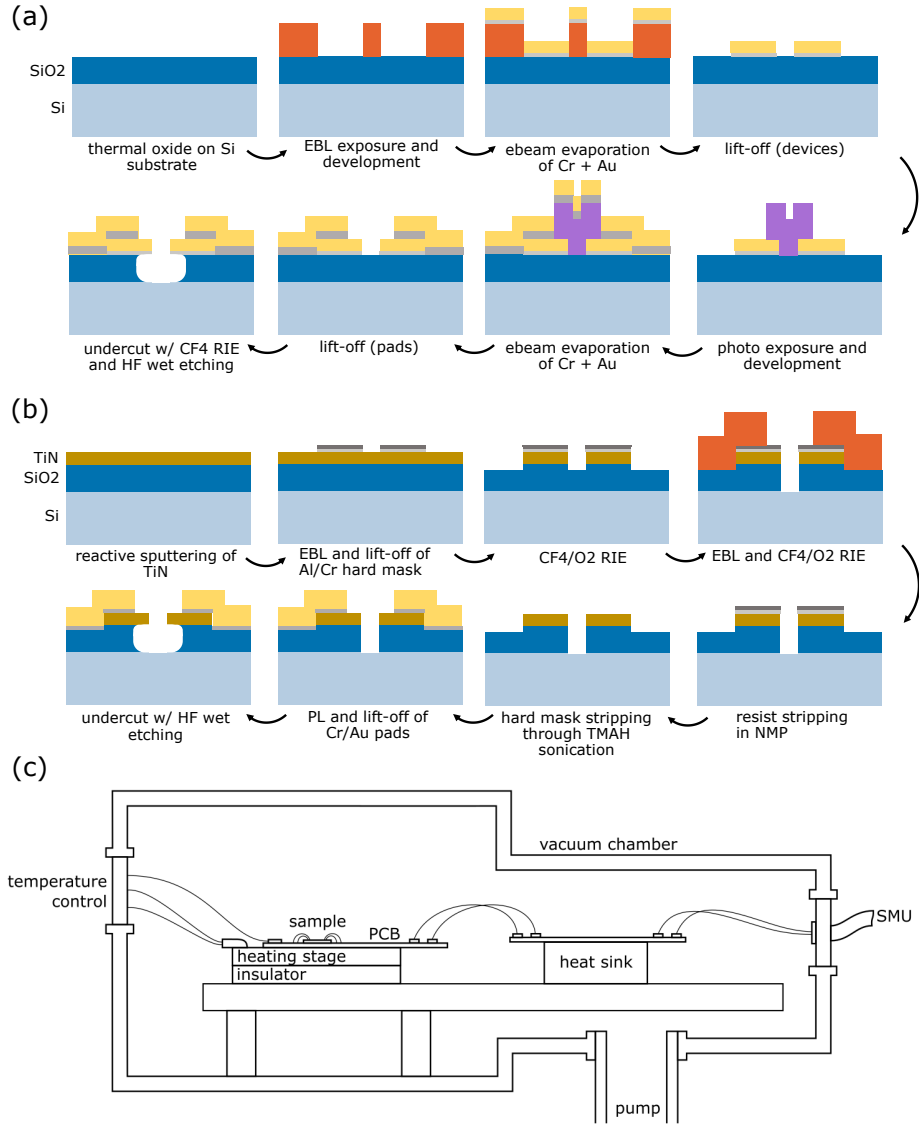 (a)
SiO2
Si
thermal oxide on Si
substrate
EBL exposure and
development
ebeam evaporation
of Cr + Au
lift-off (devices)
undercut w/ CF4 RIE
and HF wet etching
lift-off (pads)
ebeam evaporation
of Cr + Au
photo exposure and
development
(b)
TiN
SiO2
Si
reactive sputtering of
TiN
EBL and lift-off of
Al/Cr hard mask
CF4/O2 RIE
EBL and CF4/O2 RIE
undercut w/ HF wet
etching
PL and lift-off of
Cr/Au pads
hard mask stripping
through TMAH
sonication
resist stripping
in NMP
(c)
vacuum chamber
temperature
control
sample
PCB
SMU
heating stage
insulator
heat sink
pump